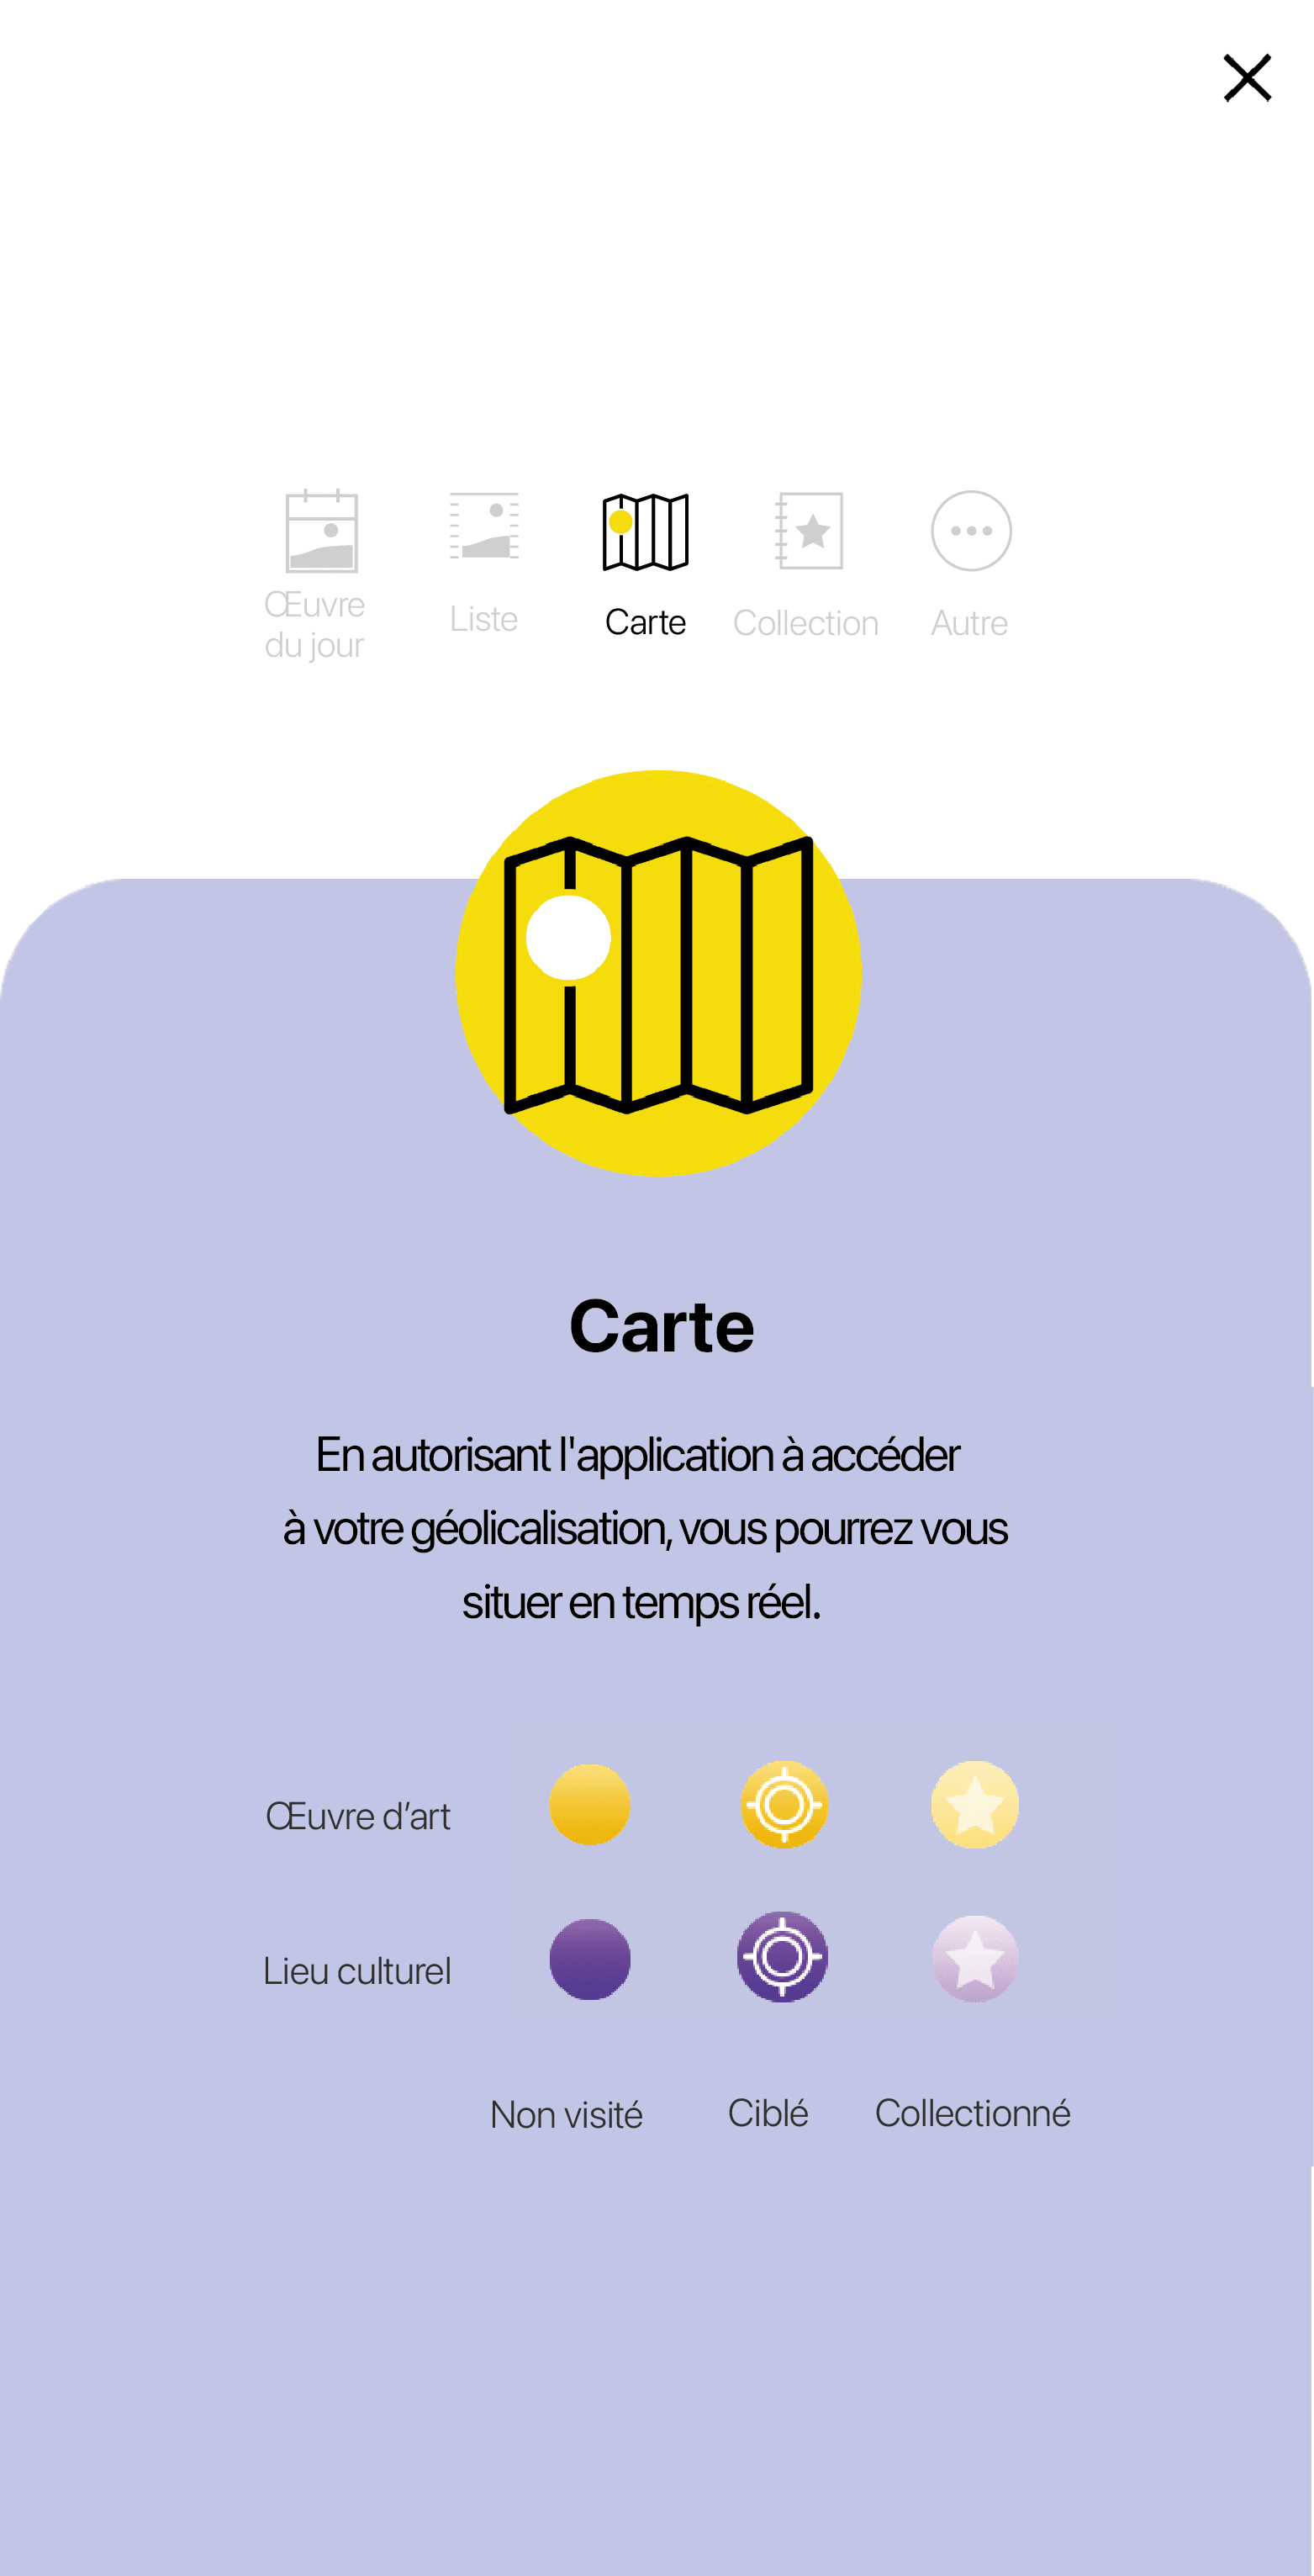 Œuvre
du jour
Liste
Carte
Collection
Autre
Carte
En autorisant l'application à accéder
à votre géolicalisation, vous pourrez vous
situer en temps réel.
Œuvre d’art
Lieu culturel
Non visité
Ciblé
Collectionné